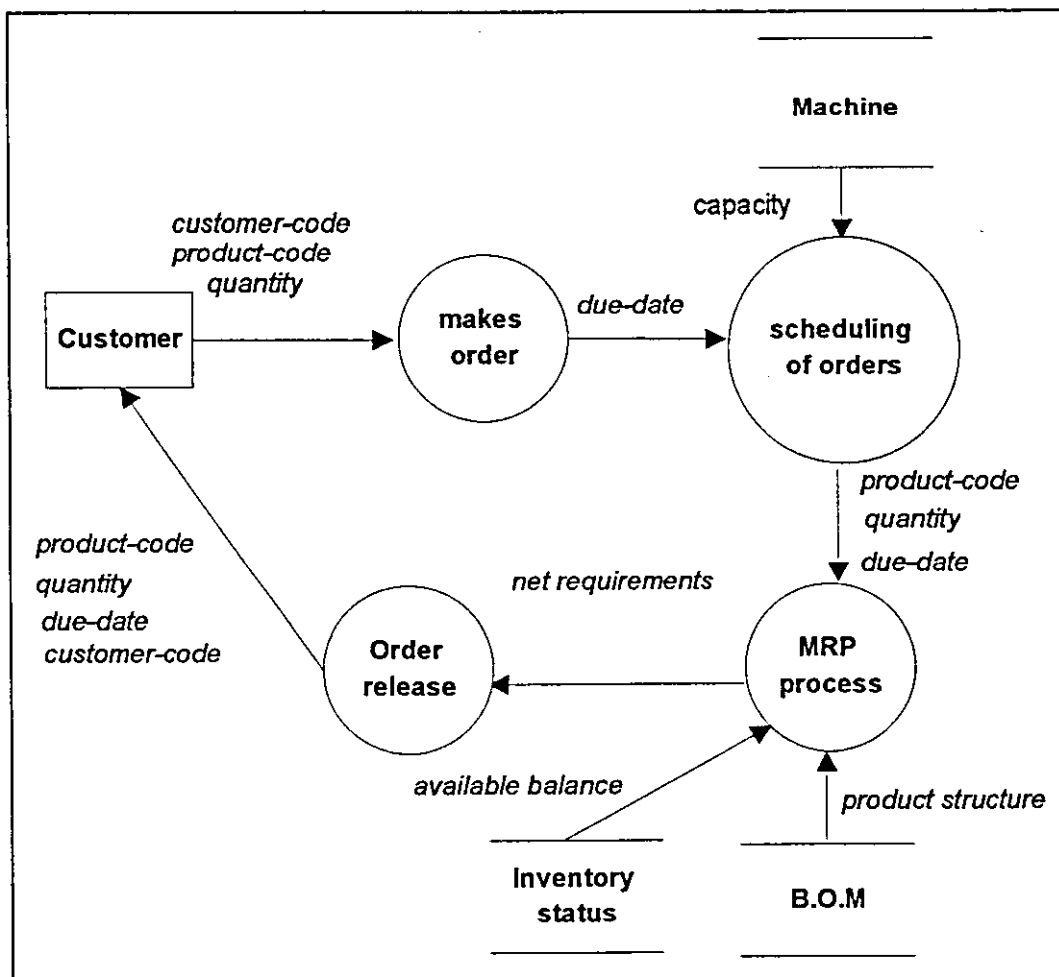 Machine
capacity
customer-code
product-code
quantity
Customer
makes
order
due-date
scheduling
of orders
product-code
quantity
due-date
product-code
quantity
due-date
customer-code
net requirements
Order
release
MRP
process
available balance
product structure
Inventory
status
B.O.M